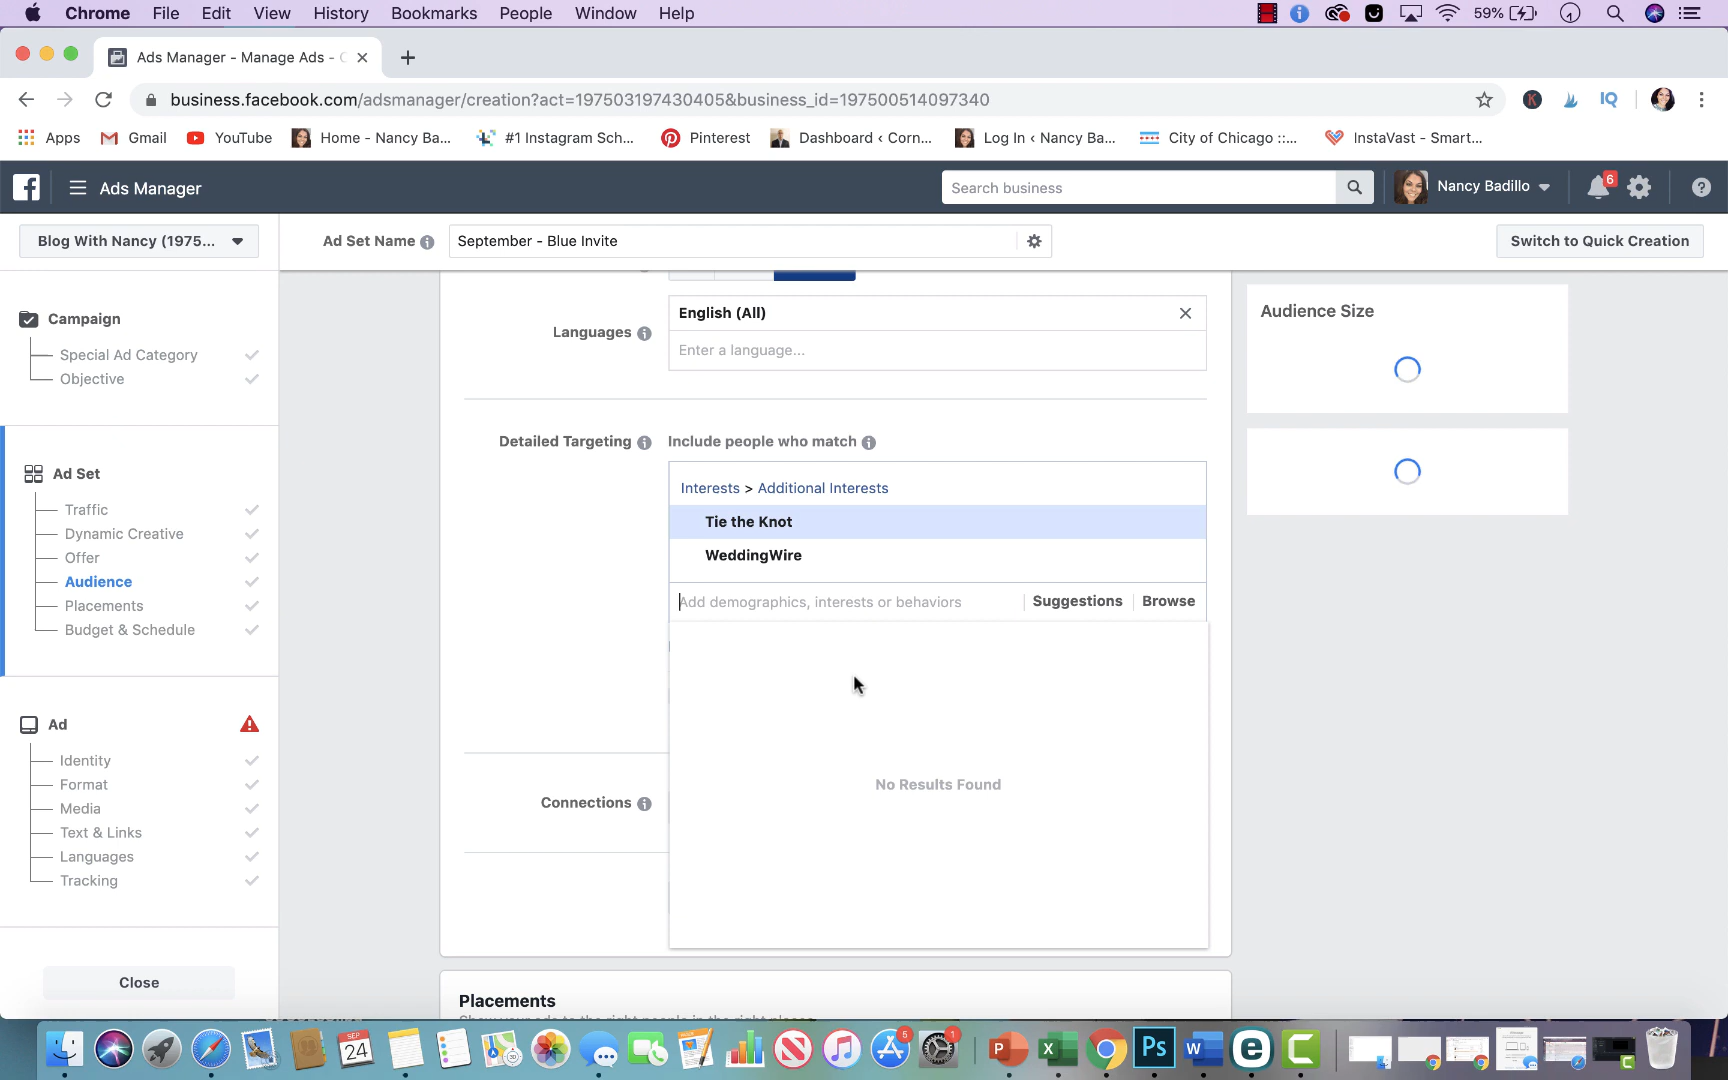 Chrome File Edit View History Bookmarks People Window Help 59%
Ads Manager - Manage Ads - C
business.facebook.com/adsmanager/creation?act=197503197430405&business_id=197500514097340
Apps Gmail YouTube Home - Nancy Ba... #1 Instagram Sch... Pinterest Dashboard ‹ Corn... Log In ‹ Nancy Ba... City of Chicago ::... InstaVast - Smart...
Ads Manager Search business Nancy Badillo 6
Blog With Nancy (1975... Ad Set Name September - Blue Invite Switch to Quick Creation
Campaign
Special Ad Category
Objective
Ad Set
Traffic
Dynamic Creative
Offer
Audience
Placements
Budget & Schedule
Ad
Identity
Format
Media
Text & Links
Languages
Tracking
Close
Languages English (All)
Enter a language...
Detailed Targeting Include people who match
Interests > Additional Interests
Tie the Knot
WeddingWire
Add demographics, interests or behaviors Suggestions Browse
No Results Found
Connections
Placements
Audience Size
SEP
24
5
1